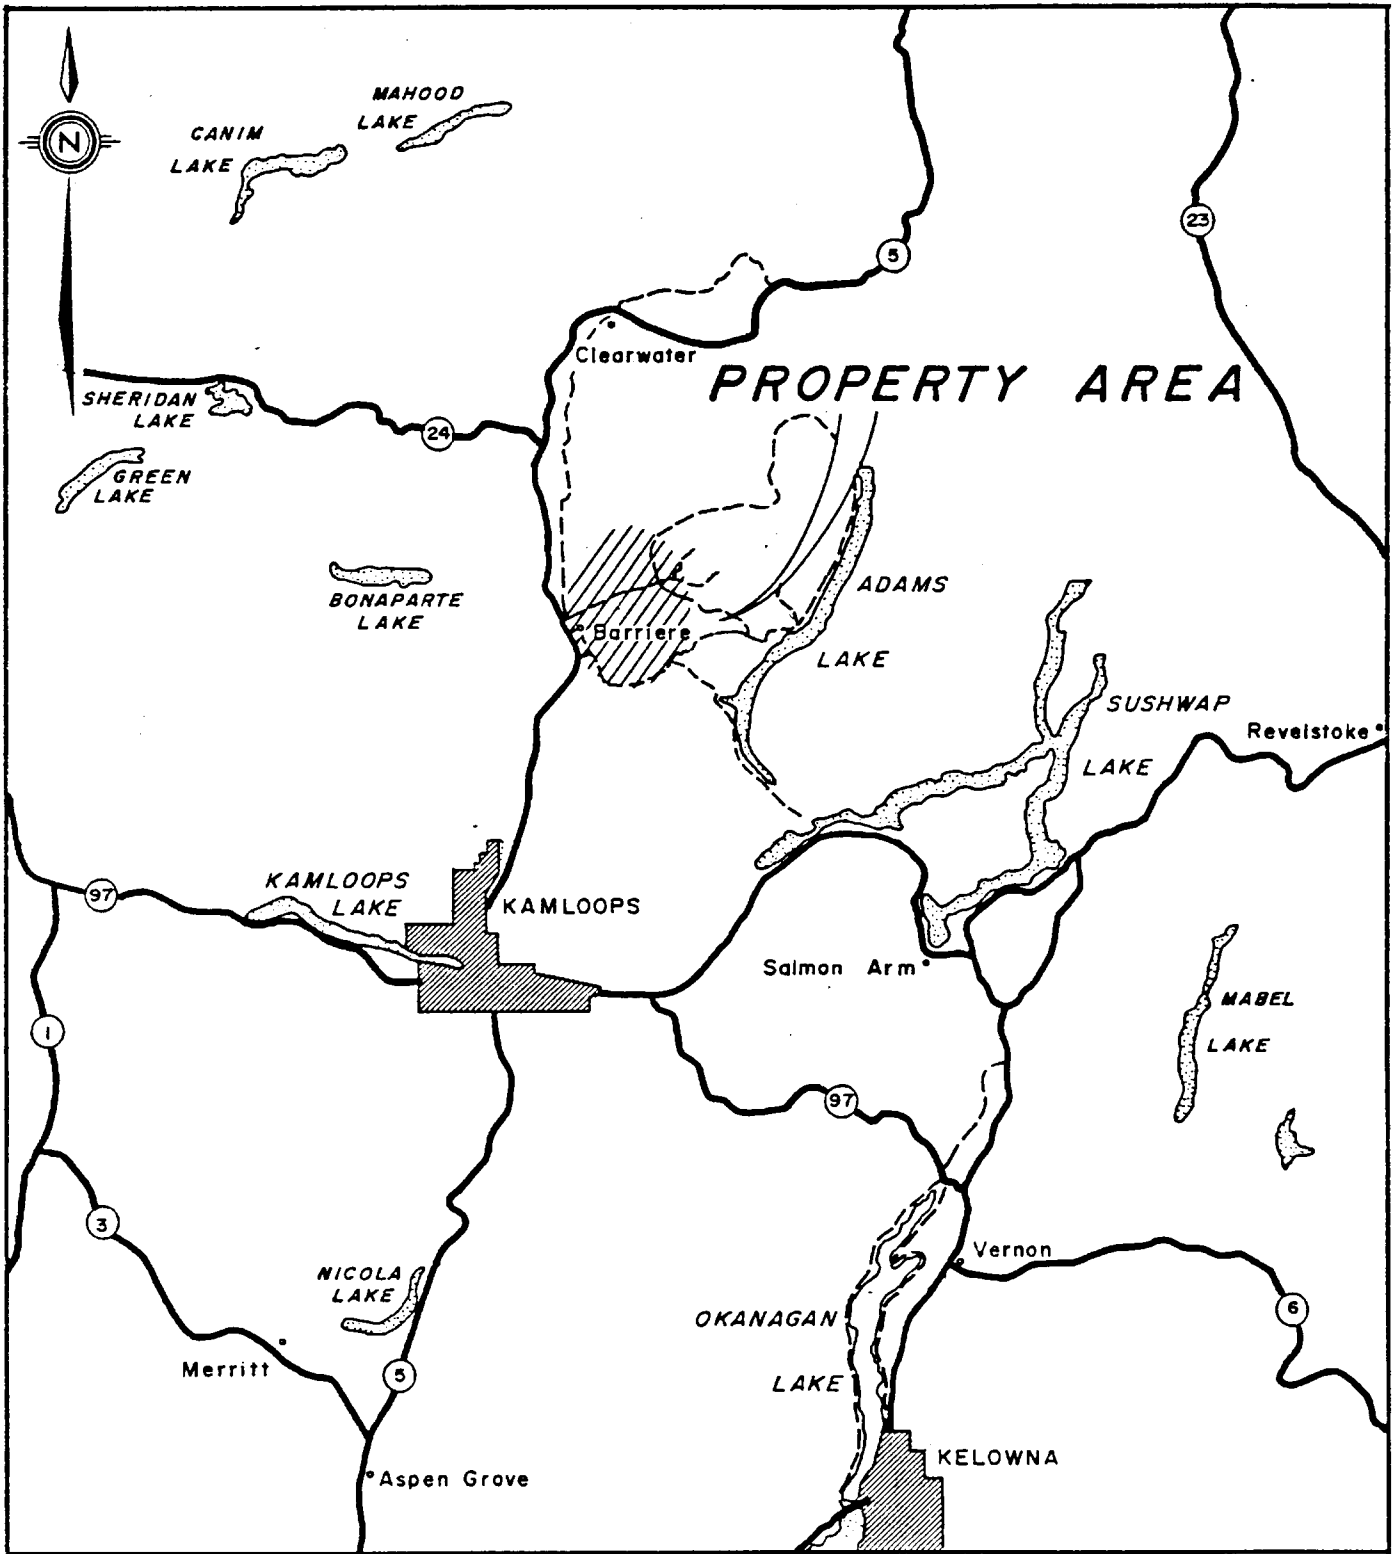 MAHOOD
LAKE
CANIM
LAKE
N
23
5
Clearwater
PROPERTY AREA
SHERIDAN
LAKE
24
GREEN
LAKE
BONAPARTE
LAKE
ADAMS
LAKE
Barriere
SUSHWAP
LAKE
Revelstoke
KAMLOOPS
LAKE
97
KAMLOOPS
Salmon Arm
MABEL
LAKE
1
97
3
Vernon
NICOLA
LAKE
OKANAGAN
LAKE
6
Merritt
5
KELOWNA
Aspen Grove